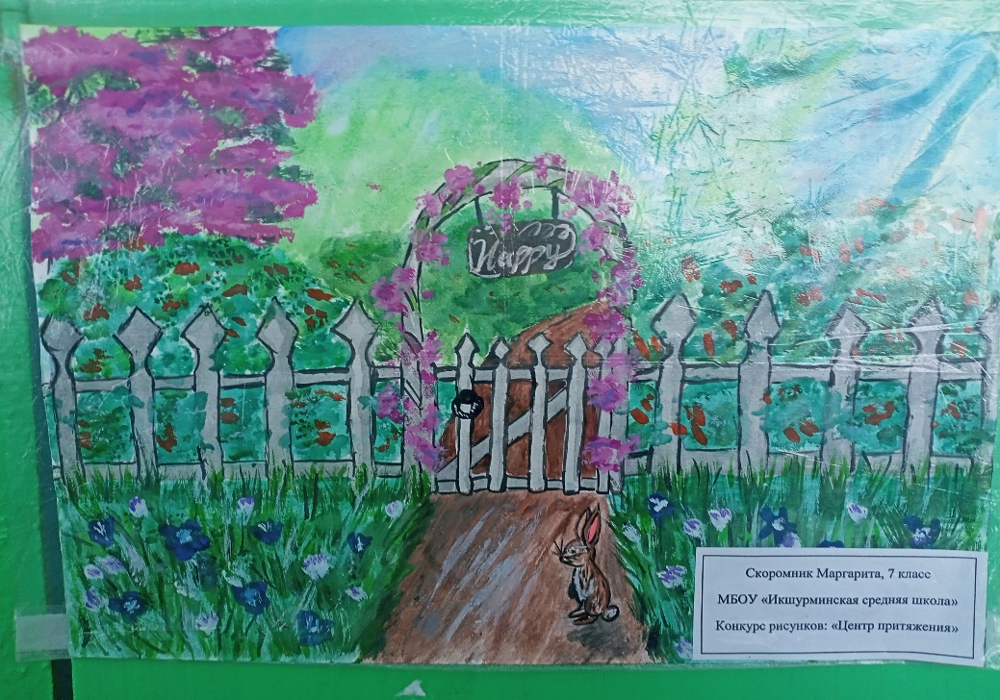 Happy
Скоромник Маргарита, 7 класс
МБОУ «Икшурминская средняя школа»
Конкурс рисунков: «Центр притяжения»